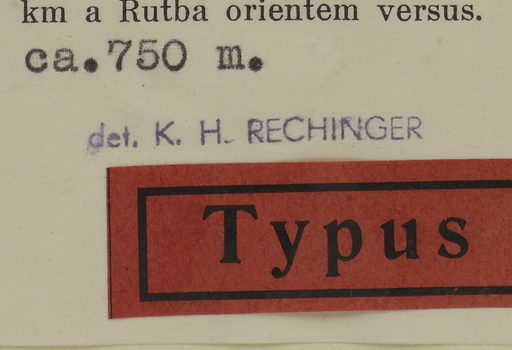 km a Rutba orientem versus.
ca.750 m.
det. K. H. RECHINGER
Typus